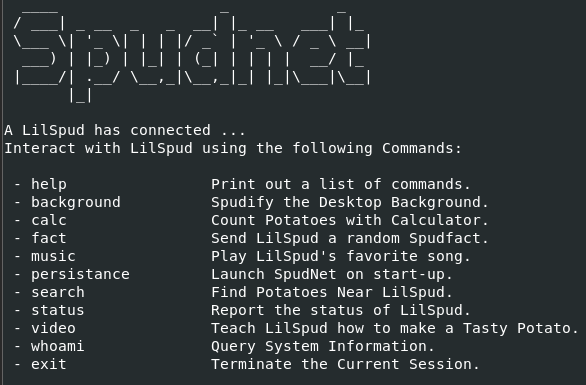 Spudnet
A LilSpud has connected ...
Interact with LilSpud using the following Commands:
- help Print out a list of commands.
- background Spudify the Desktop Background.
- calc Count Potatoes with Calculator.
- fact Send LilSpud a random Spudfact.
- music Play LilSpud's favorite song.
- persistance Launch SpudNet on start-up.
- search Find Potatoes Near LilSpud.
- status Report the status of LilSpud.
- video Teach LilSpud how to make a Tasty Potato.
- whoami Query System Information.
- exit Terminate the Current Session.